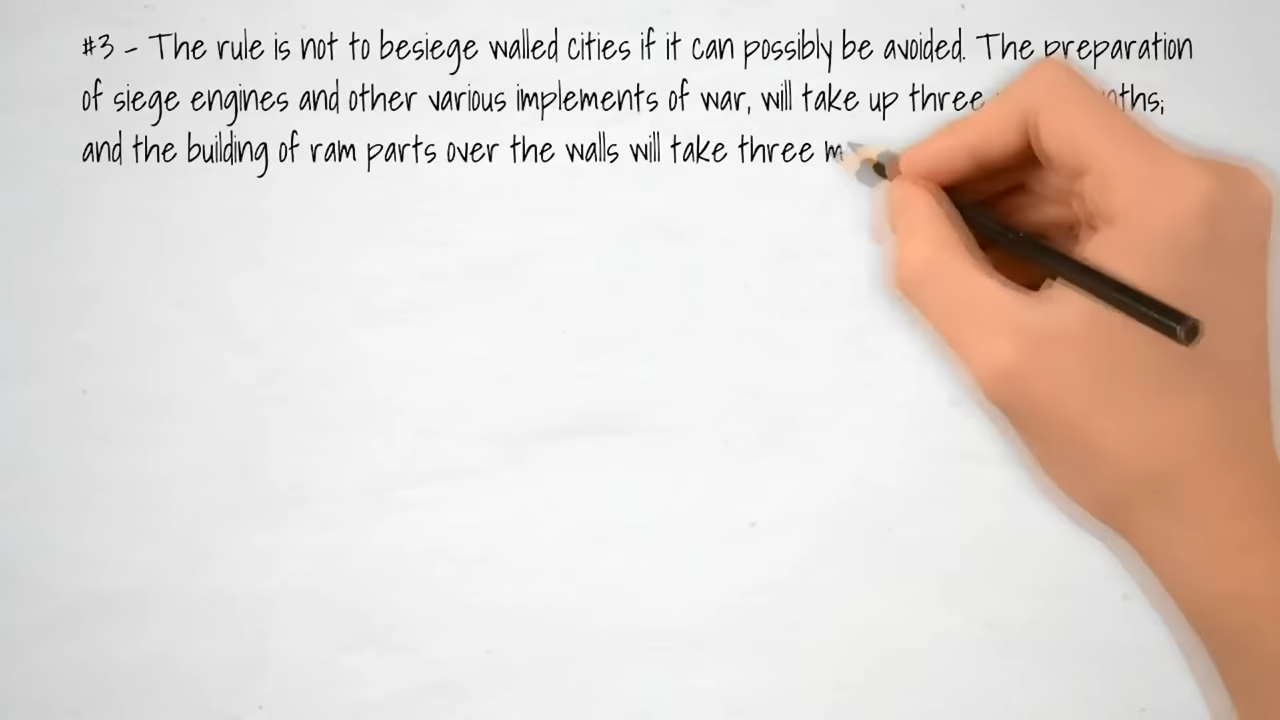 #3 - The rule is not to besiege walled cities if it can possibly be avoided. The preparation
of siege engines and other various implements of war, will take up three
and the building of ram parts over the walls will take three